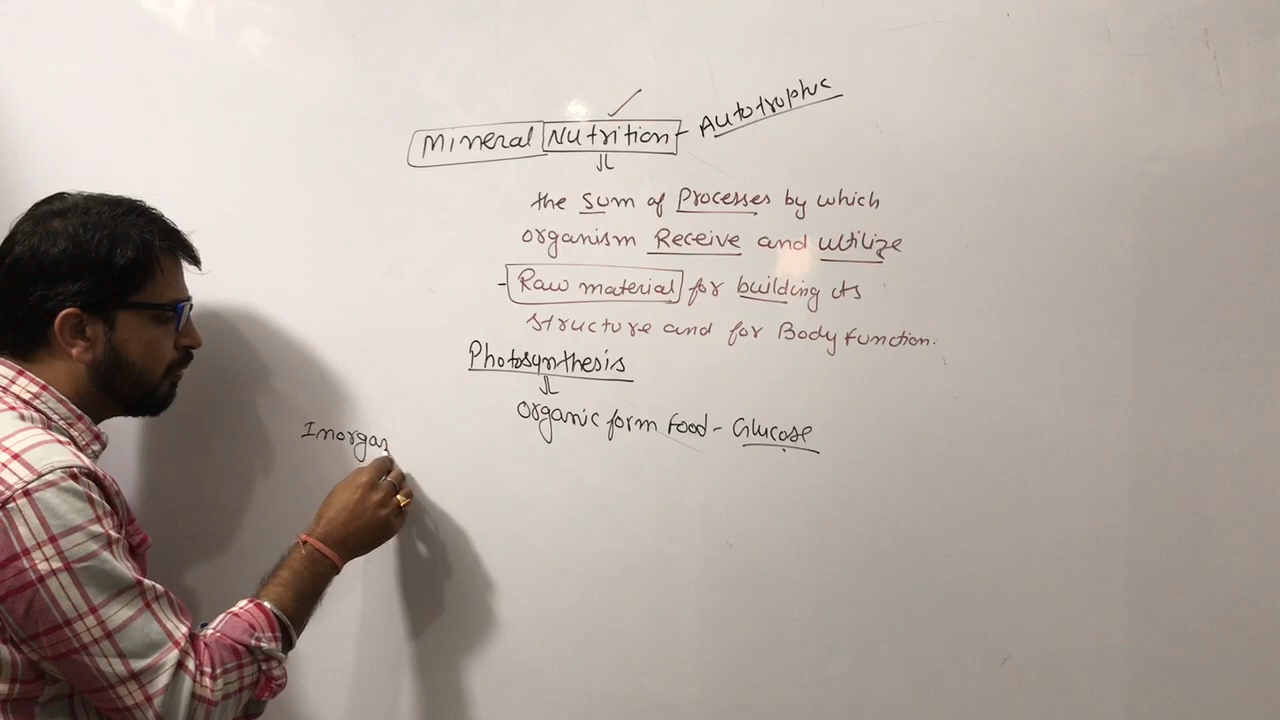 Mineral Nutrition - Autotrophic
the sum of Processes by which
organism Receive and ultilize
- Raw material for building its
structure and for Body function.
Photosynthesis
organic form Food - Glucose
Inorgan